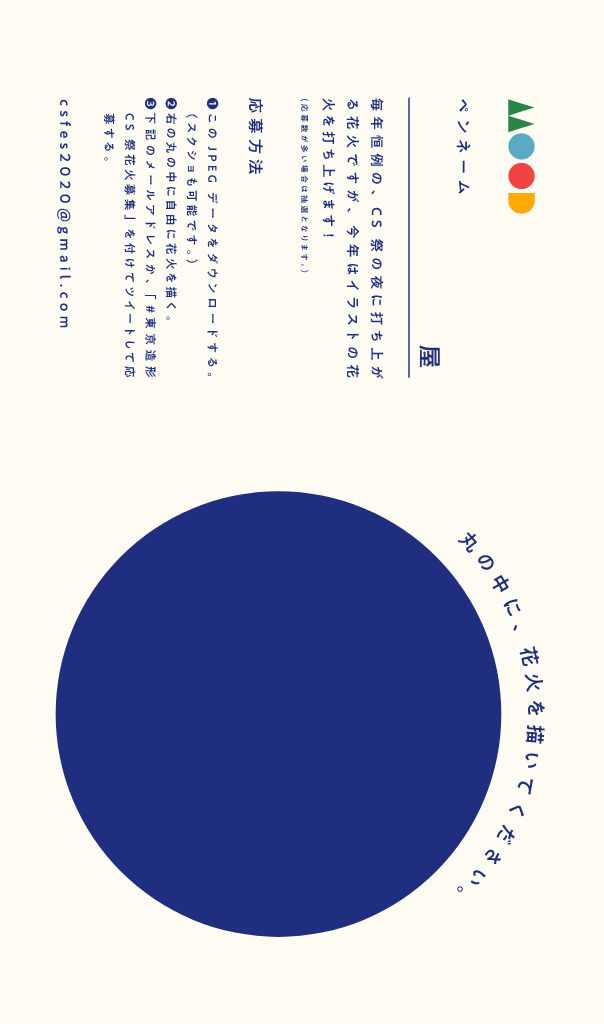 MOOD
ペンネーム
屋
毎年恒例の、CS 祭の夜に打ち上が
る花火ですが、今年はイラストの花
火を打ち上げます！
（応募数が多い場合は抽選となります。）
応募方法
❶このJPEG データをダウンロードする。
（スクショも可能です。）
❷右の丸の中に自由に花火を描く。
❸下記のメールアドレスか、「#東京造形
CS 祭花火募集」を付けてツイートして応
募する。
csfes2020@gmail.com
丸の中に、花火を描いてください。